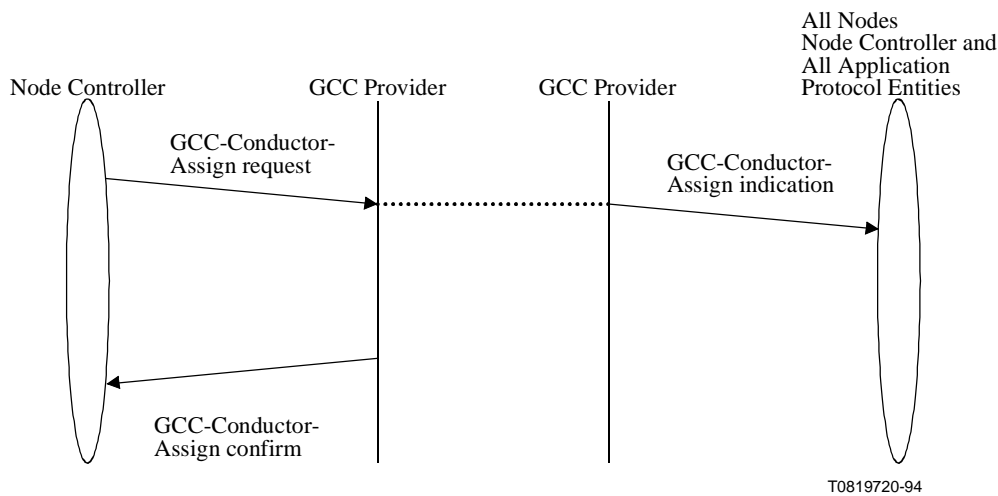 All Nodes
Node Controller and
All Application
Protocol Entities
Node Controller
GCC Provider
GCC Provider
GCC-Conductor-
Assign request
GCC-Conductor-
Assign indication
GCC-Conductor-
Assign confirm
T0819720-94